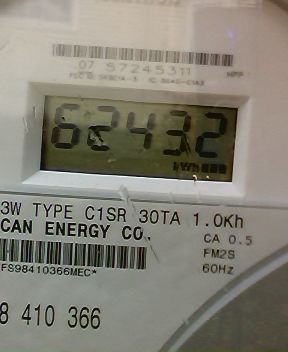 07 57245311
62432
kWh
3W TYPE C1SR 30TA 1.0Kh
CAN ENERGY CO.
CA 0.5
FM2S
60Hz
FS98410366MEC*
8 410 366